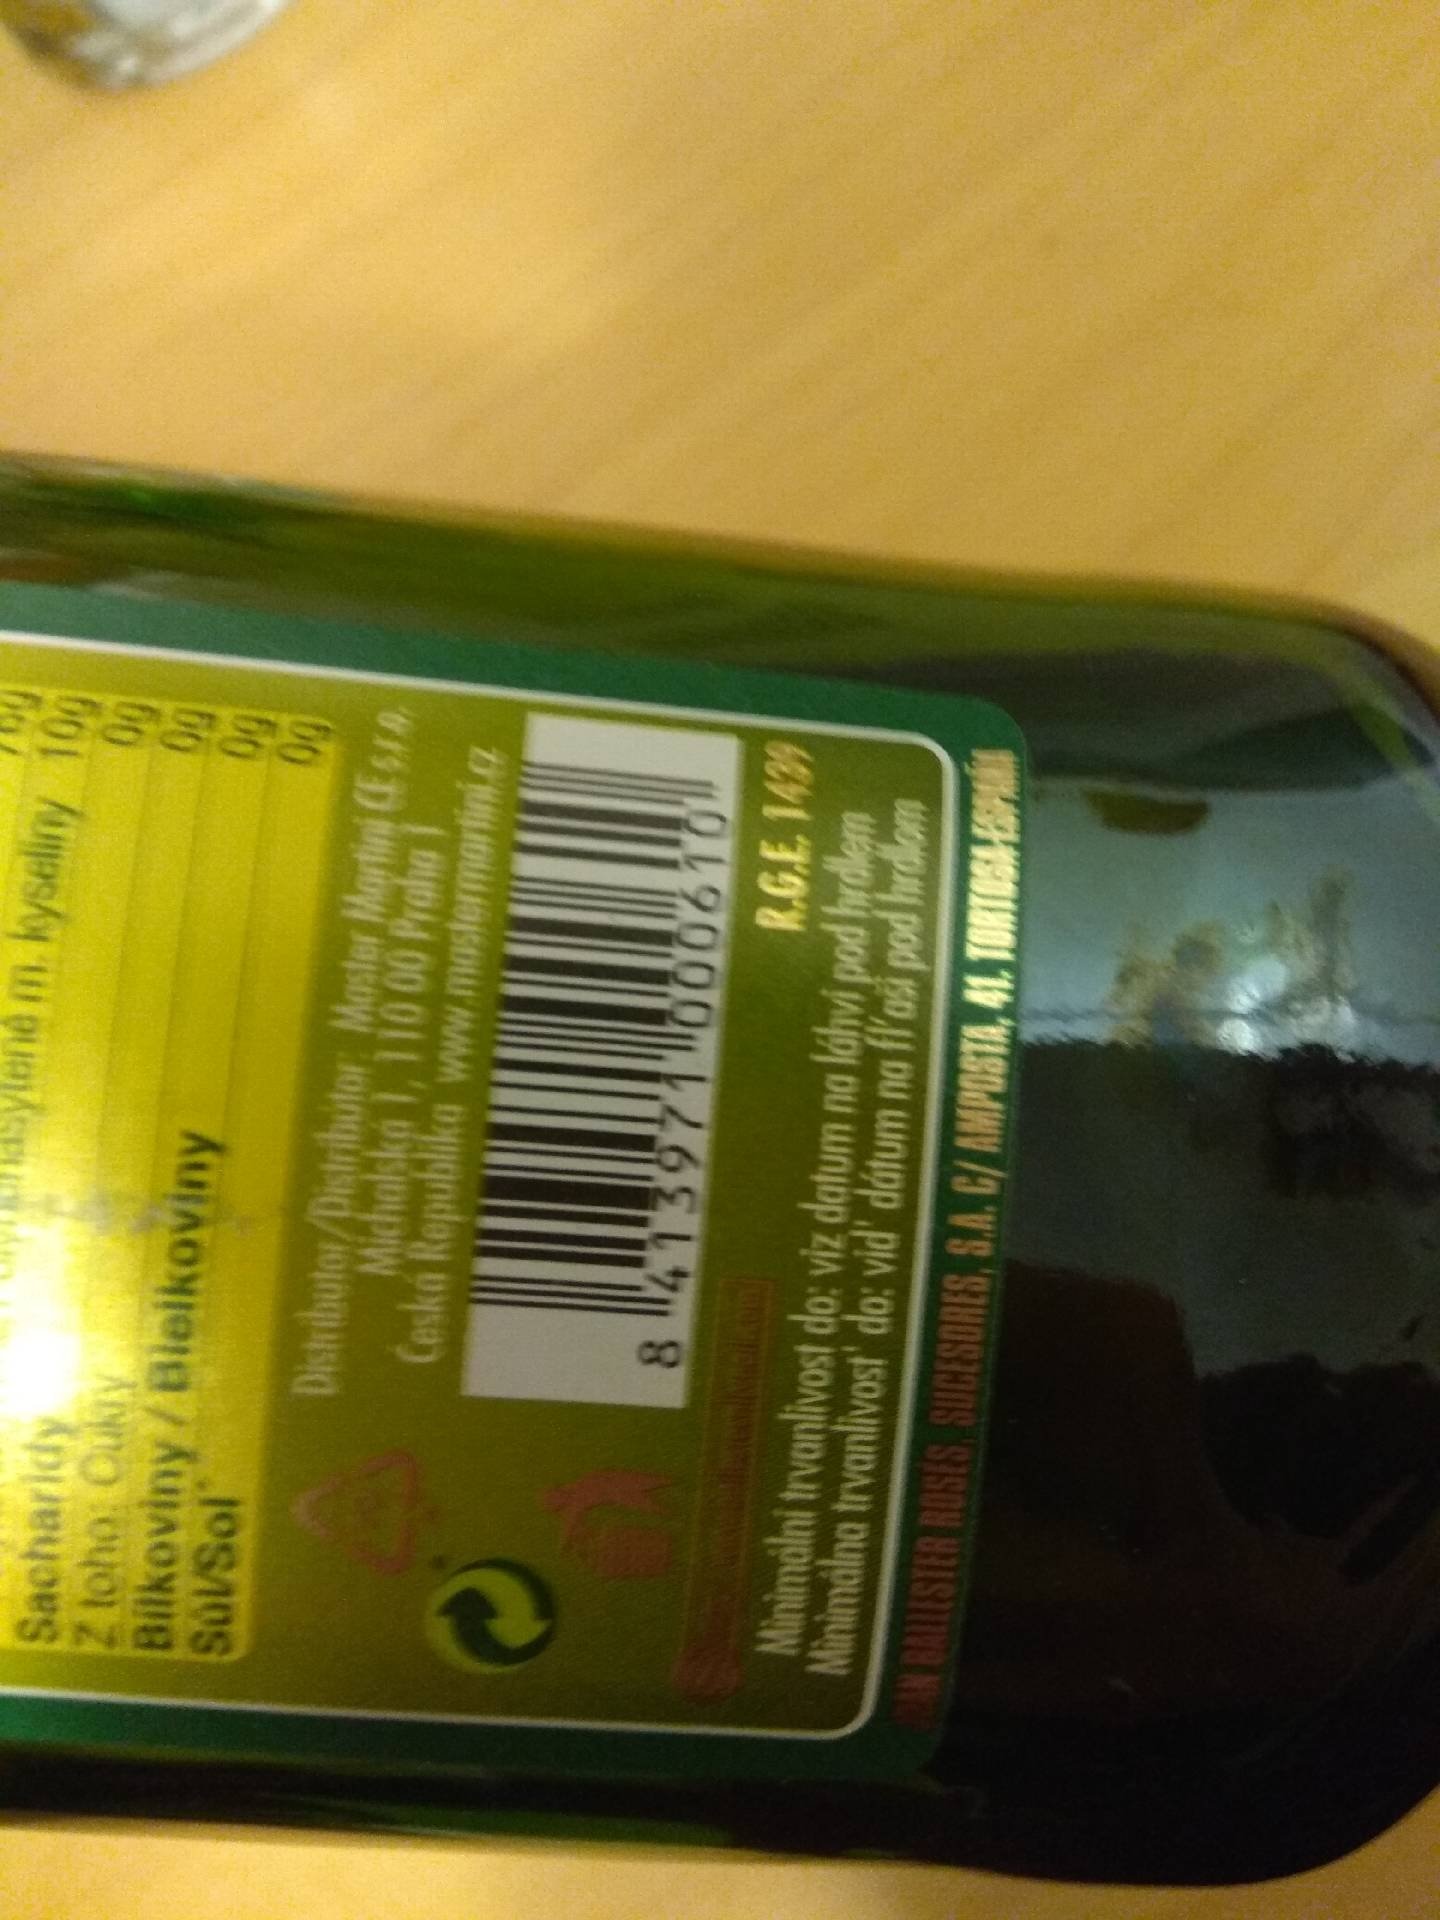 nasycené m. kyseliny 10g
Sacharidy 0g
Z toho: Cukry 0g
Bílkoviny / Bielkoviny 0g
Sůl/Soľ 0g
Distributor/Distribútor: Master Martini CE s.r.o.
Michalská 1, 110 00 Praha 1
Česká Republika www.mastermartini.cz
8 413971 000610
R.G.E. 1439
Minimální trvanlivost do: viz datum na láhvi pod hrdlem
Minimálna trvanlivosť do: viď dátum na fľaši pod hrdlom
JUAN BALLESTER ROSES, SUCESORES, S.A. C/ AMPOSTA, 41. TORTOSA-ESPAÑA